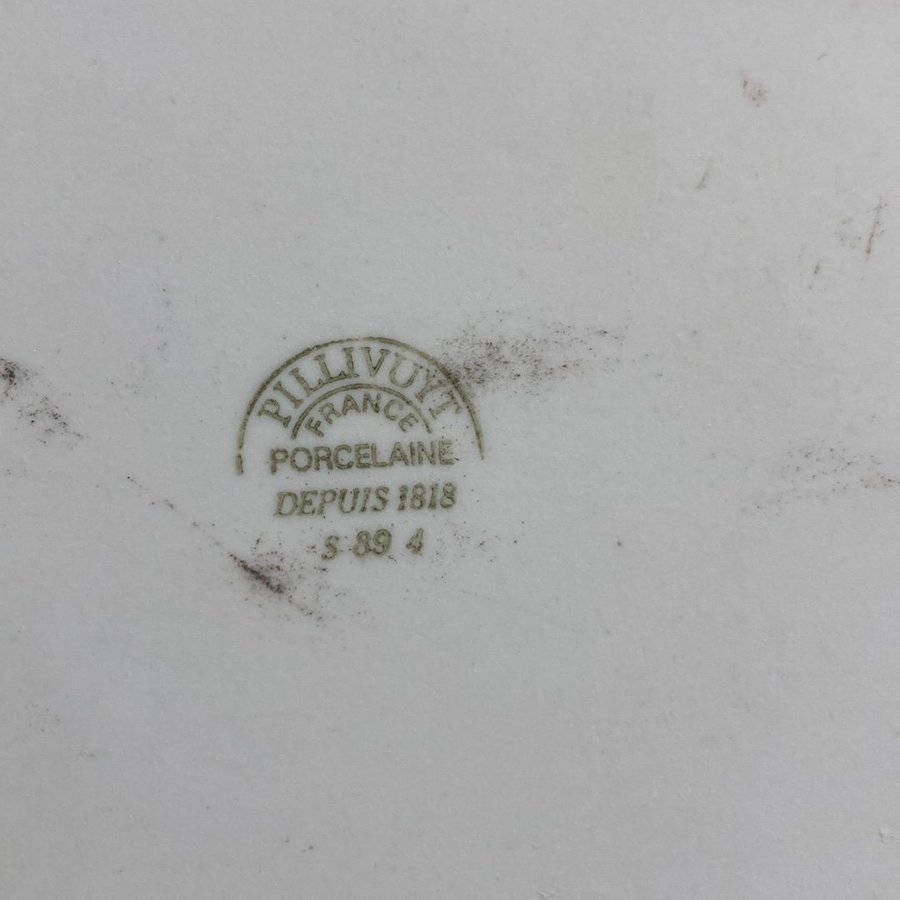 PILLIVUYT
FRANCE
PORCELAINE
DEPUIS 1818
S 89 4